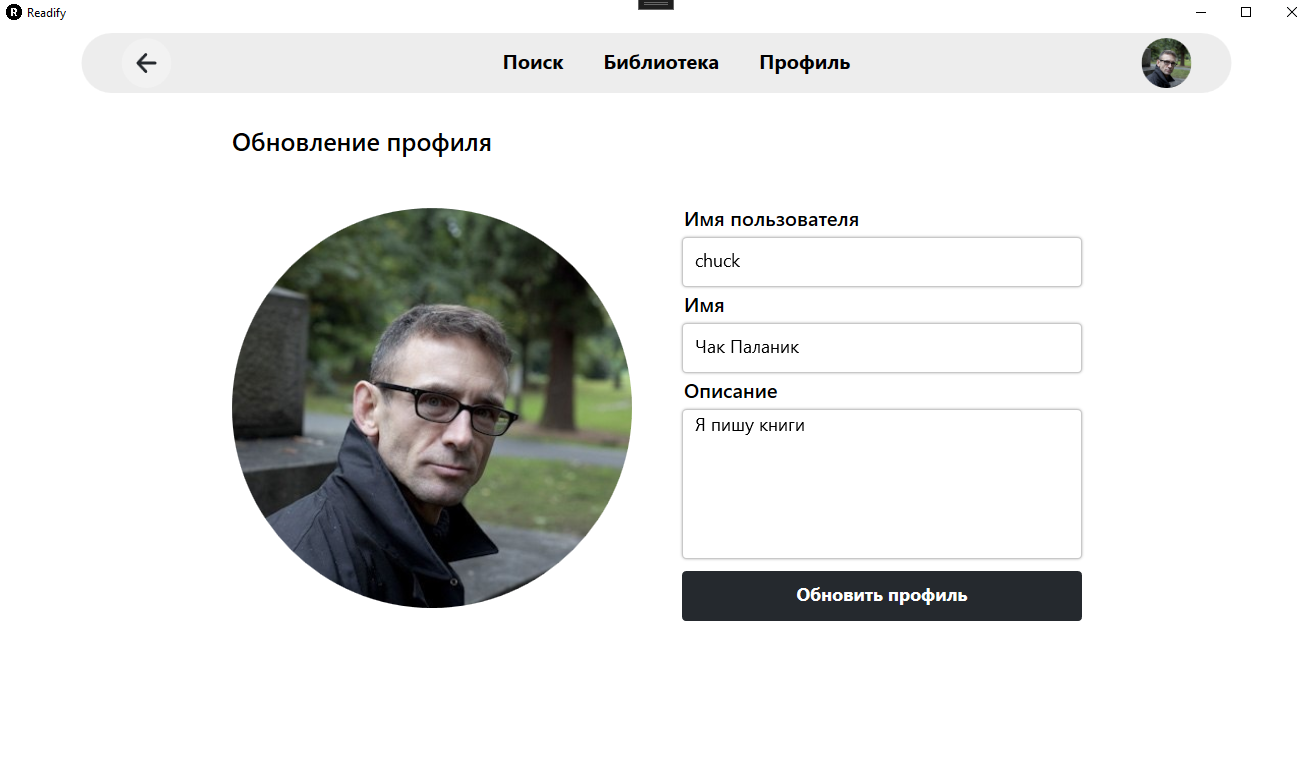 Readify
Поиск Библиотека Профиль
Обновление профиля
Имя пользователя
chuck
Имя
Чак Паланик
Описание
Я пишу книги
Обновить профиль